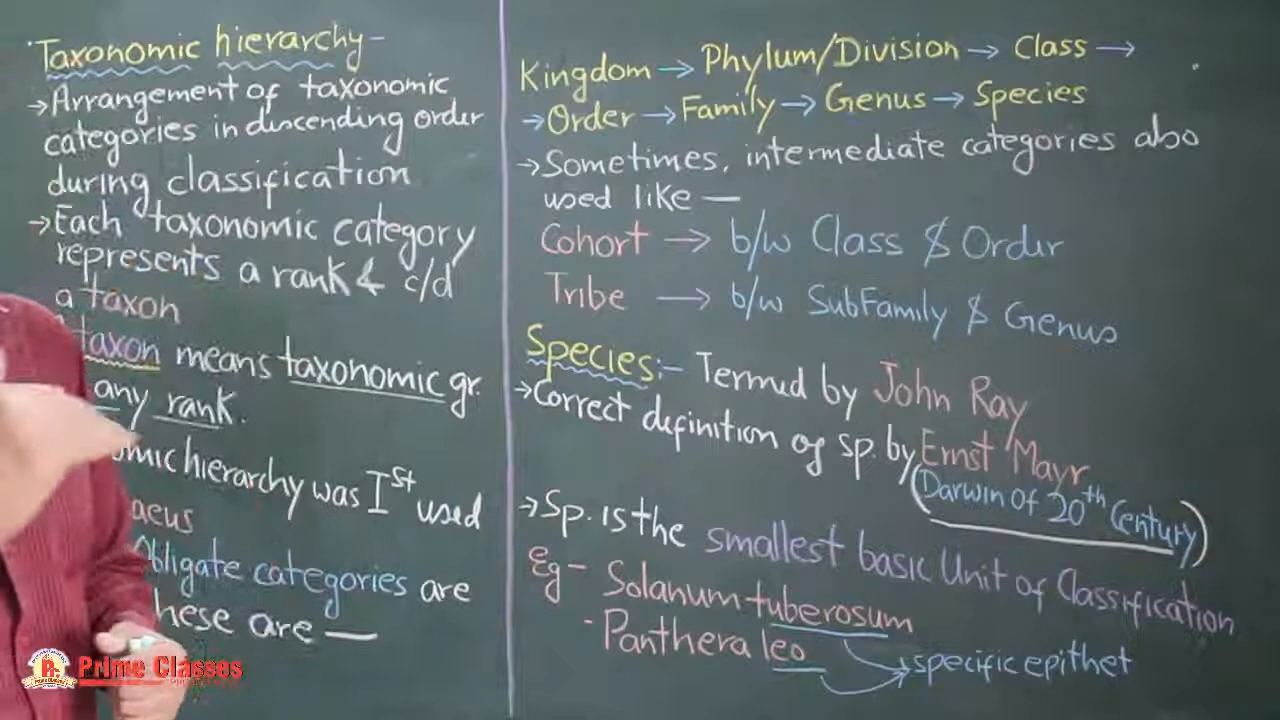 Taxonomic hierarchy-
→ Arrangement of taxonomic
categories in discending order
during classification
→ Each taxonomic category
represents a rank & c/d
a taxon
taxon means taxonomic gr.
any rank.
omic hierarchy was Ist used
aeus
Obligate categories are
hese are —
Kingdom → Phylum/Division → Class →
→ Order → Family → Genus → Species
→ Sometimes, intermediate categories also
used like —
Cohort → b/w Class & Order
Tribe → b/w SubFamily & Genus
Species:- Termed by John Ray
→ Correct definition of sp. by Ernst Mayr
(Darwin Of 20th Century)
→ Sp. is the smallest basic Unit of Classification
Eg - Solanum tuberosum
- Panthera leo → specific epithet
Prime Classes